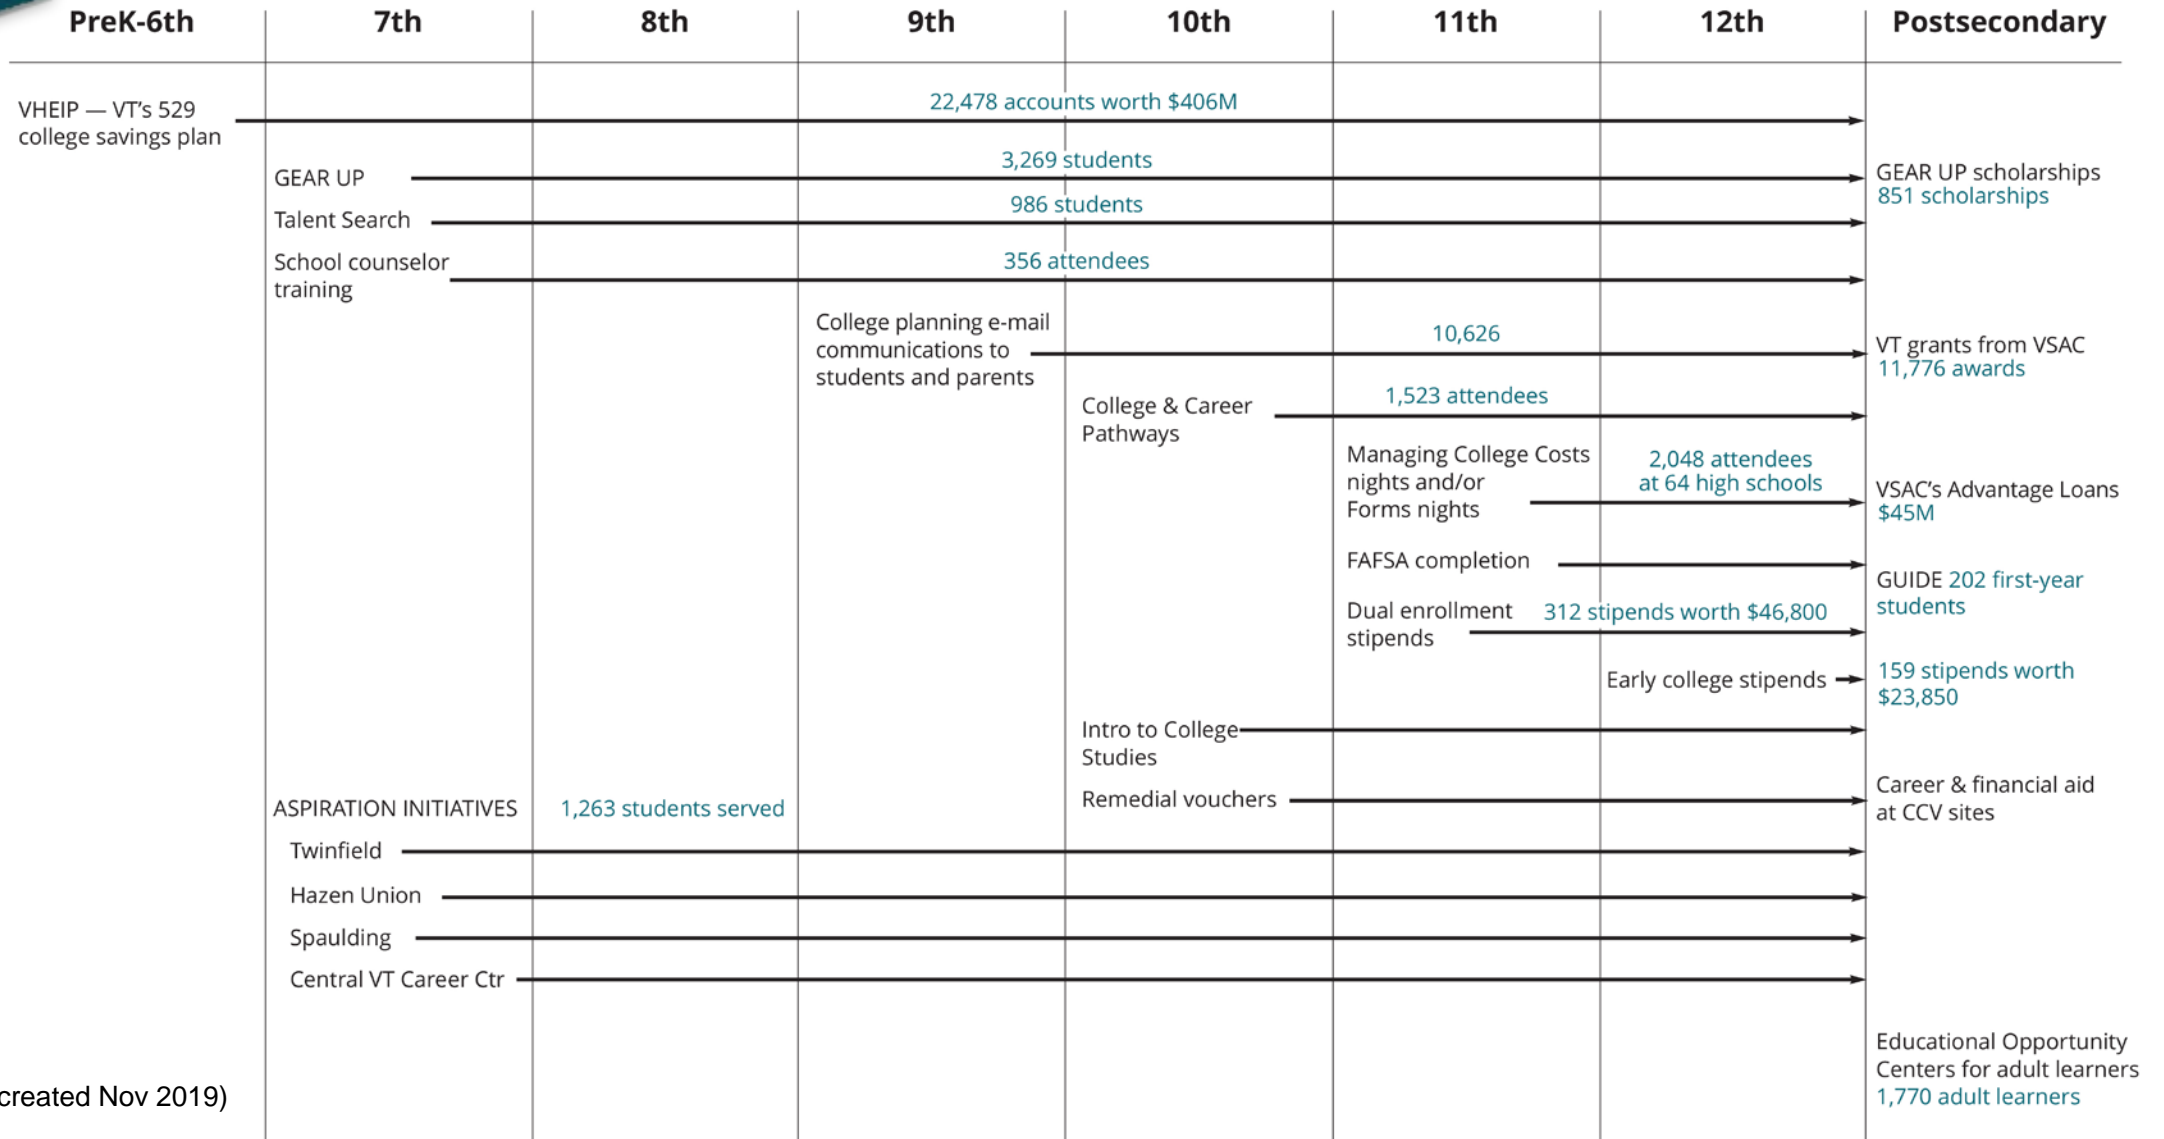 PreK-6th
7th
8th
9th
10th
11th
12th
Postsecondary
VHEIP — VT's 529
college savings plan
22,478 accounts worth $406M
GEAR UP
3,269 students
GEAR UP scholarships
851 scholarships
Talent Search
986 students
School counselor
training
356 attendees
College planning e-mail
communications to
students and parents
10,626
VT grants from VSAC
11,776 awards
College & Career
Pathways
1,523 attendees
Managing College Costs
nights and/or
Forms nights
2,048 attendees
at 64 high schools
VSAC's Advantage Loans
$45M
FAFSA completion
GUIDE 202 first-year
students
Dual enrollment
stipends
312 stipends worth $46,800
Early college stipends
159 stipends worth
$23,850
Intro to College
Studies
Remedial vouchers
Career & financial aid
at CCV sites
ASPIRATION INITIATIVES
1,263 students served
Twinfield
Hazen Union
Spaulding
Central VT Career Ctr
Educational Opportunity
Centers for adult learners
1,770 adult learners
created Nov 2019)